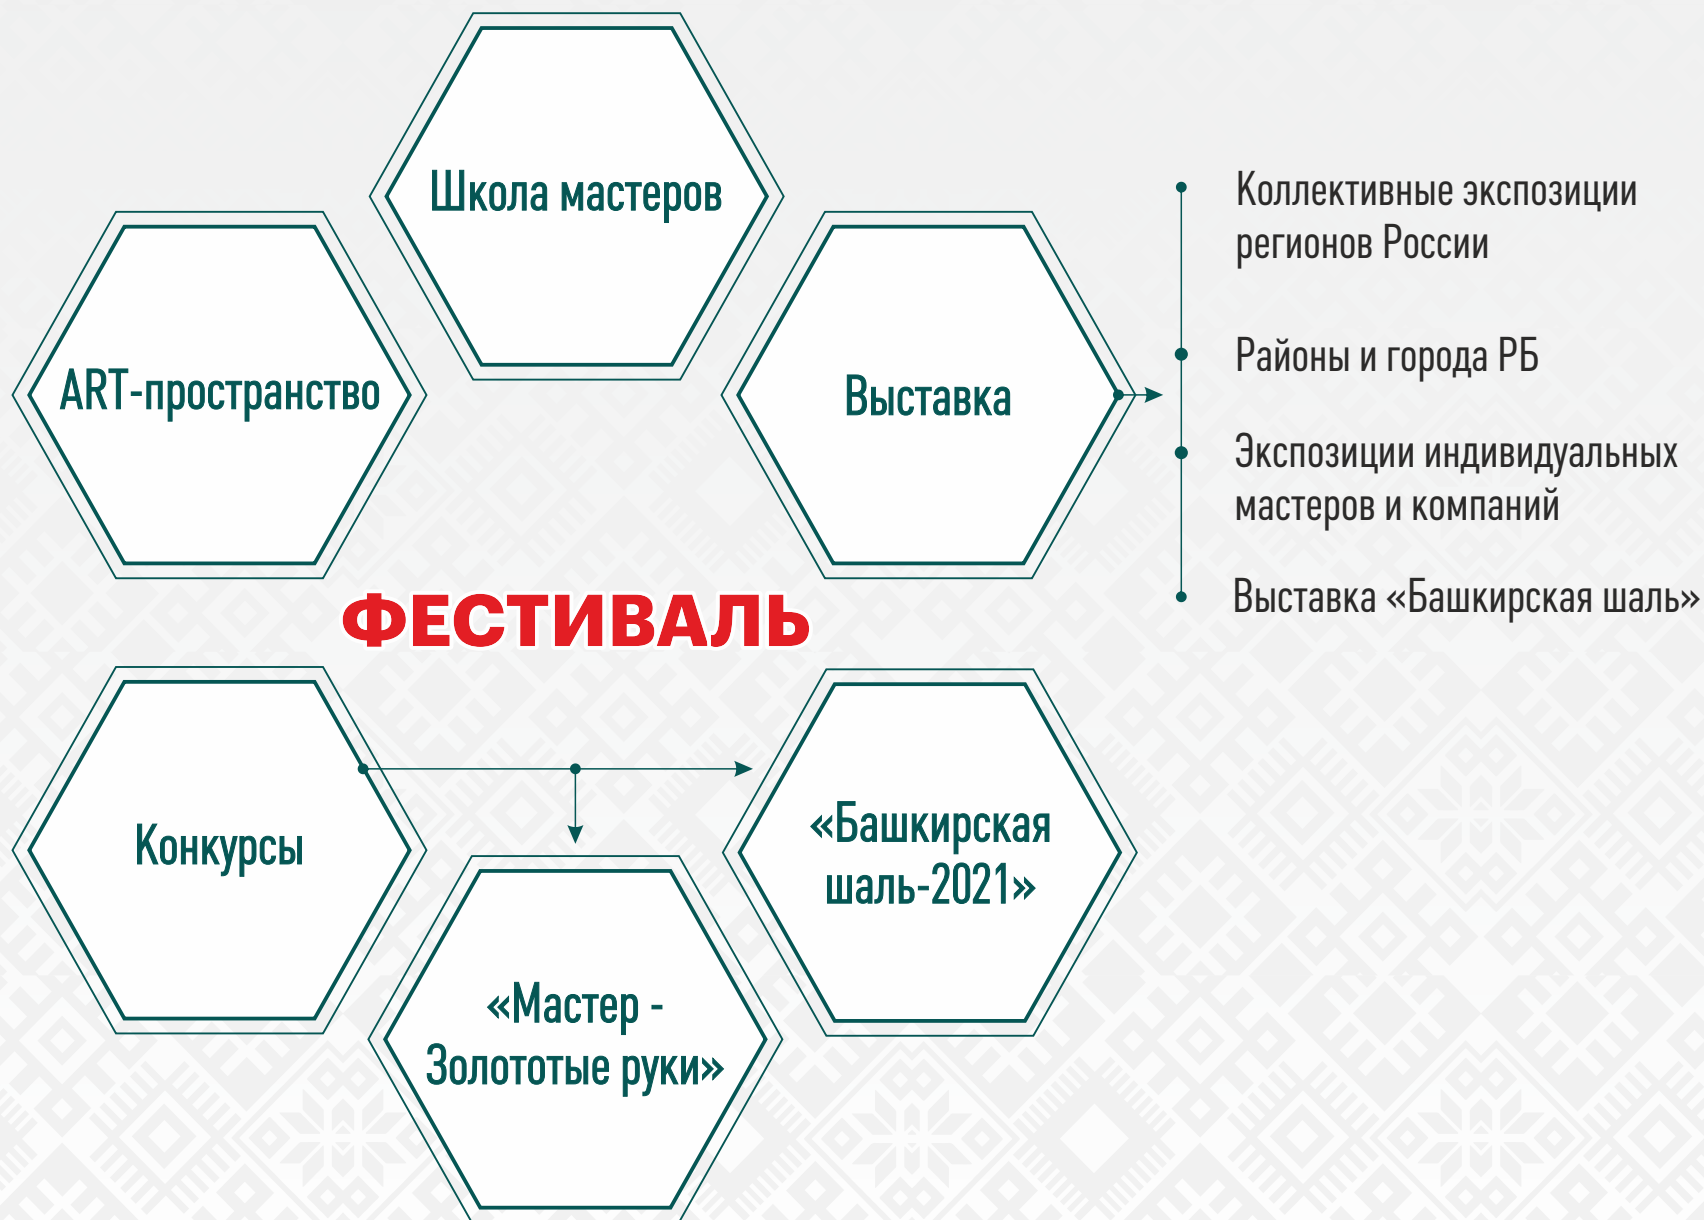 Школа мастеров
ART-пространство
Выставка
Коллективные экспозиции
регионов России
Районы и города РБ
Экспозиции индивидуальных
мастеров и компаний
Выставка «Башкирская шаль»
ФЕСТИВАЛЬ
Конкурсы
«Башкирская
шаль-2021»
«Мастер -
Золототые руки»